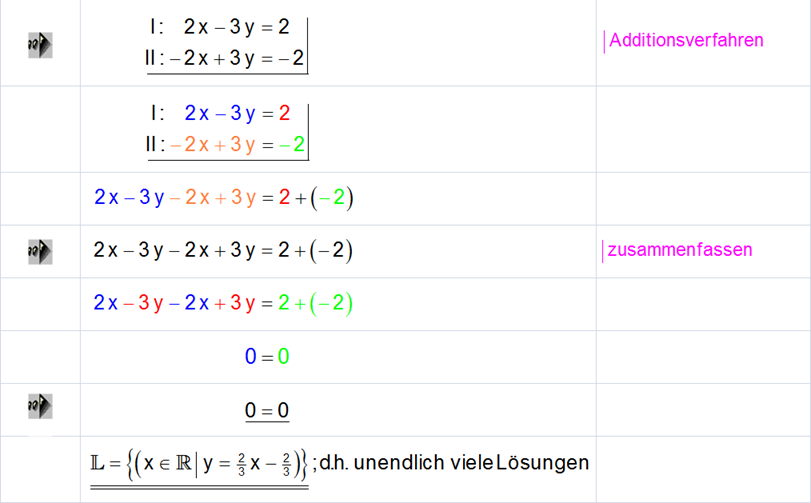 I: 2x − 3y = 2
|Additionsverfahren
II: −2x + 3y = −2
I: 2x − 3y = 2
II: −2x + 3y = −2
2x − 3y − 2x + 3y = 2 + (−2)
2x − 3y − 2x + 3y = 2 + (−2)
|zusammenfassen
2x − 3y − 2x + 3y = 2 + (−2)
0 = 0
0 = 0
𝕃 = {(x ∈ ℝ | y = 2/3 x − 2/3)}; d.h. unendlich viele Lösungen